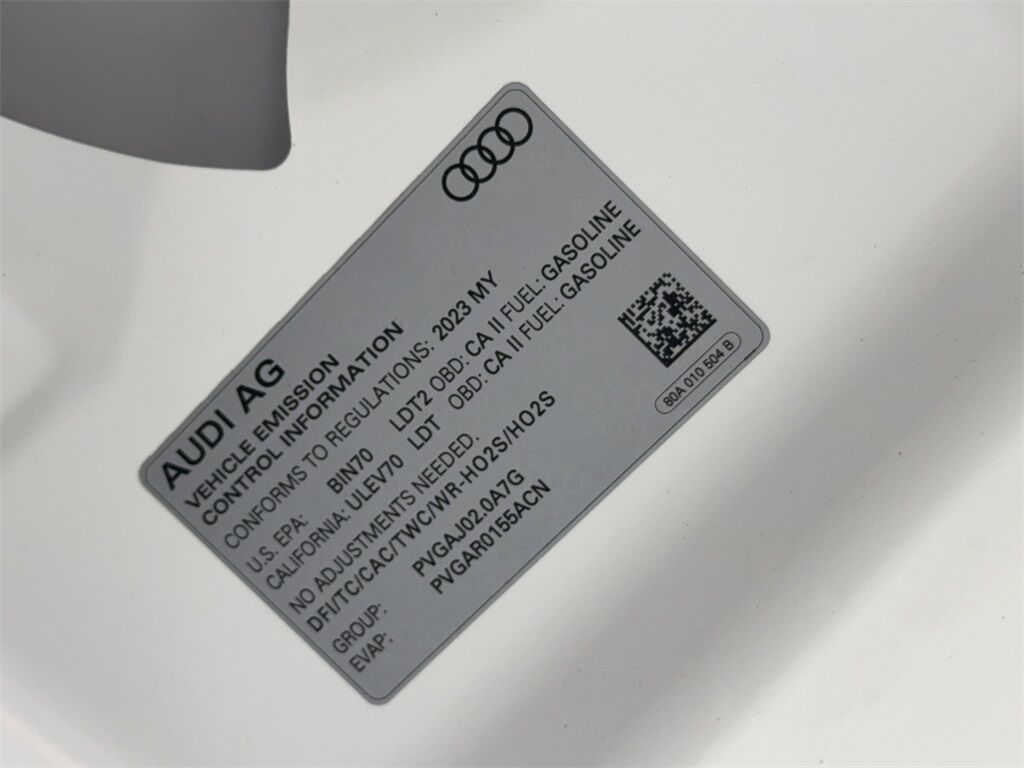 AUDI AG
VEHICLE EMISSION
CONTROL INFORMATION
CONFORMS TO REGULATIONS: 2023 MY
U.S. EPA: BIN70 LDT2 OBD: CA II FUEL: GASOLINE
CALIFORNIA: ULEV70 LDT OBD: CA II FUEL: GASOLINE
NO ADJUSTMENTS NEEDED.
DFI/TC/CAC/TWC/WR-HO2S/HO2S
GROUP: PVGAJ02.0A7G
EVAP: PVGAR0155ACN
80A 010 504 B